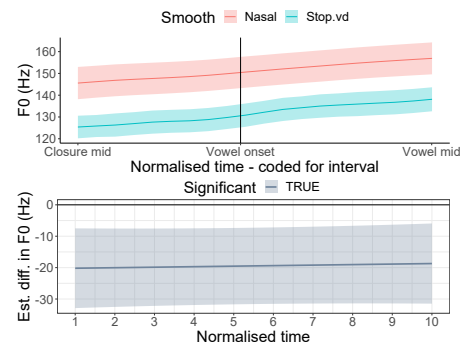 Smooth Nasal Stop.vd
F0 (Hz)
160
150
140
130
120
Closure mid Vowel onset Vowel mid
Normalised time - coded for interval
Significant TRUE
Est. diff. in F0 (Hz)
0
-10
-20
-30
1 2 3 4 5 6 7 8 9 10
Normalised time